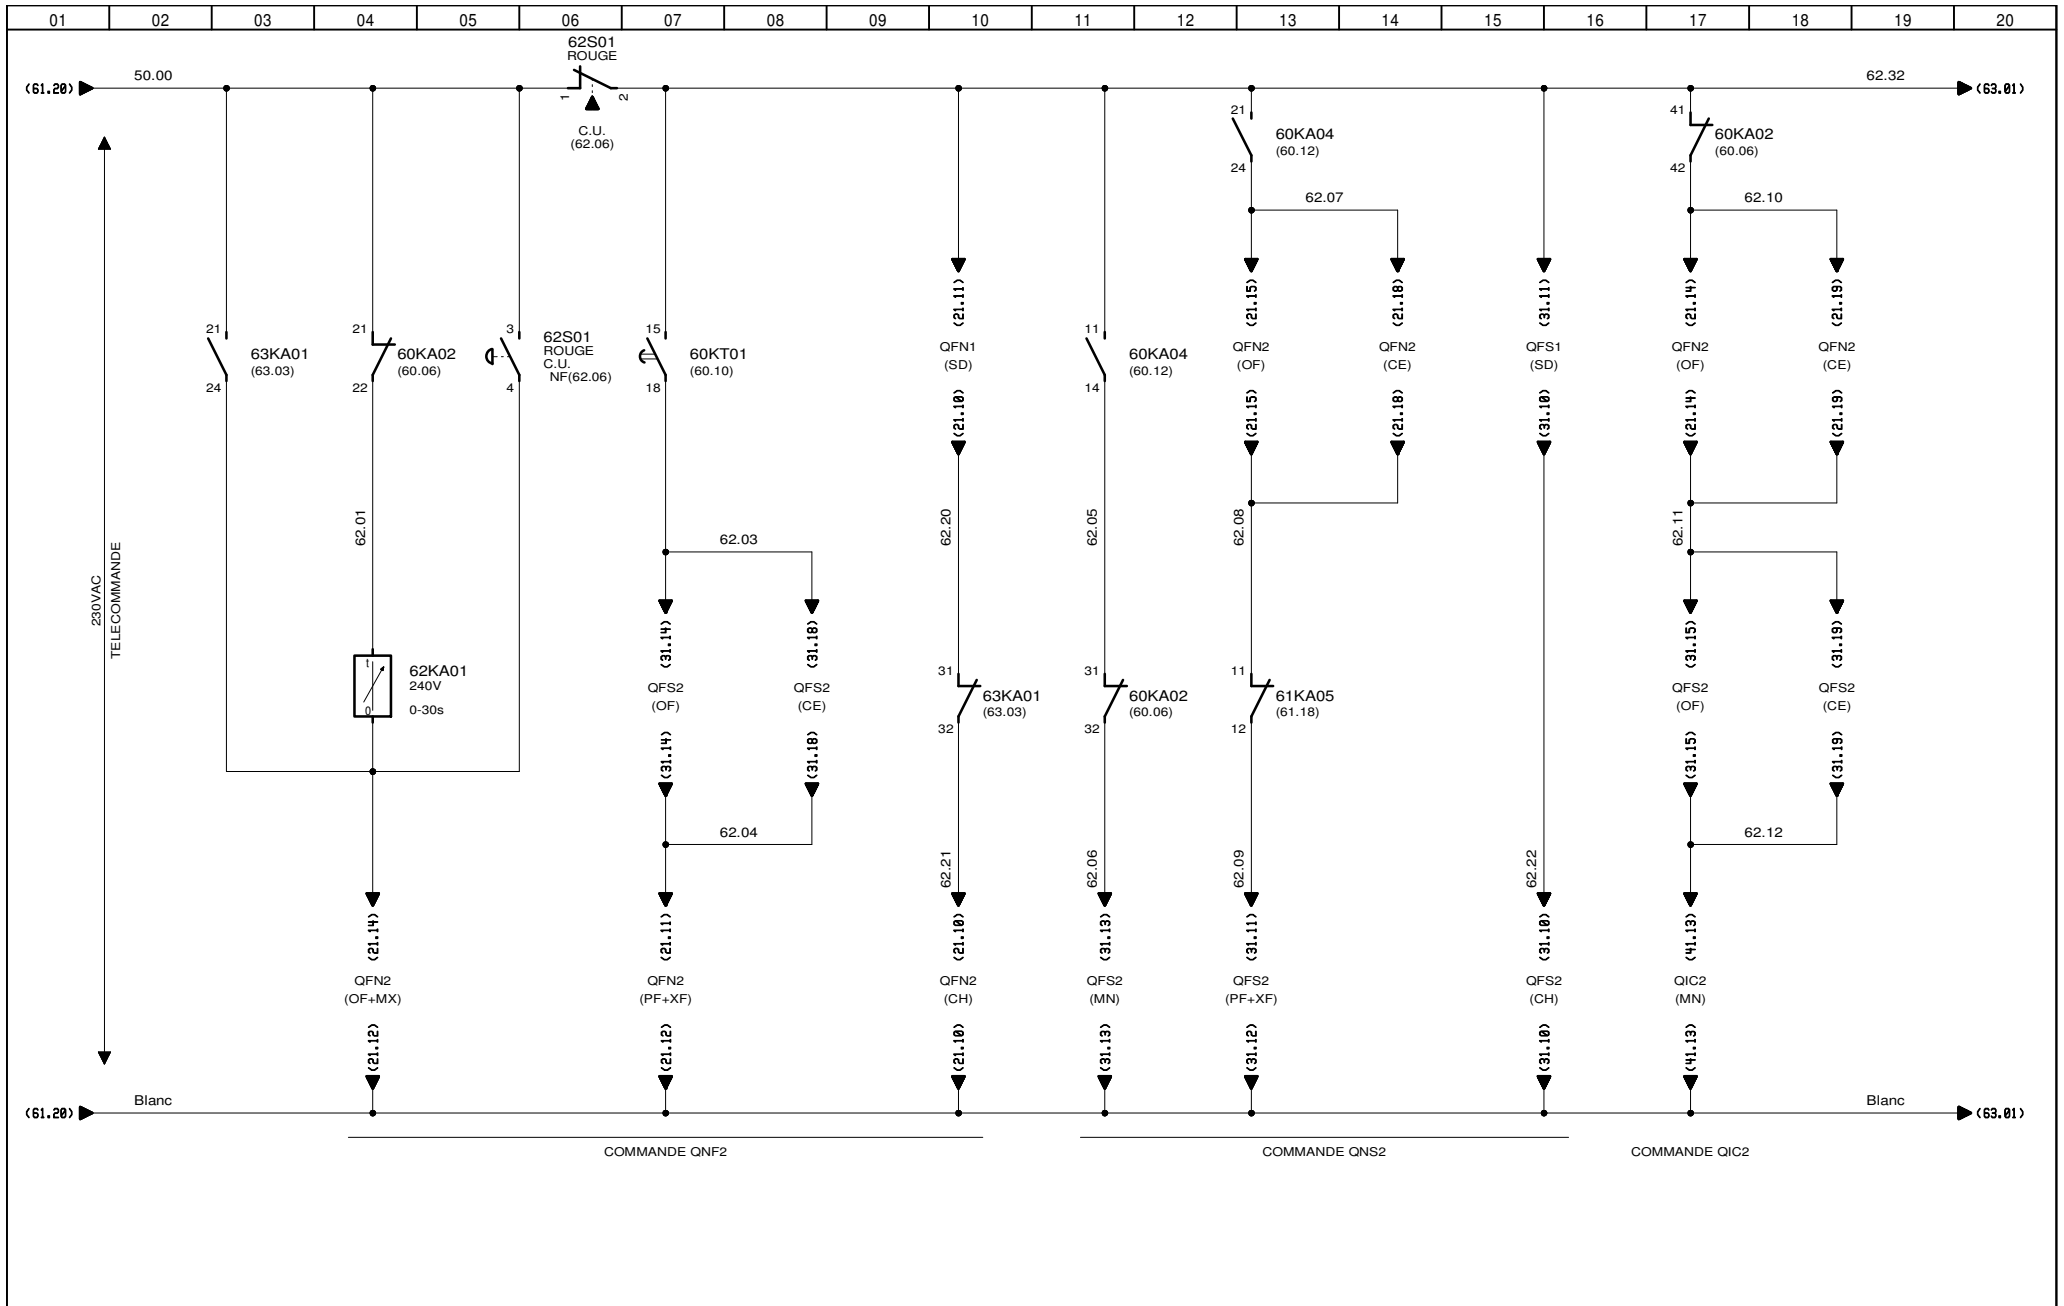 01 02 03 04 05 06 07 08 09 10 11 12 13 14 15 16 17 18 19 20
62S01
ROUGE
(61.20)
50.00
1
2
62.32
(63.01)
C.U.
(62.06)
21
60KA04
(60.12)
24
41
60KA02
(60.06)
42
62.07
62.10
(21.11)
(21.15)
(21.18)
(31.11)
(21.14)
(21.19)
21
63KA01
(63.03)
24
21
60KA02
(60.06)
22
3
62S01
ROUGE
C.U.
NF(62.06)
4
15
60KT01
(60.10)
18
QFN1
(SD)
11
60KA04
(60.12)
14
QFN2
(OF)
QFN2
(CE)
QFS1
(SD)
QFN2
(OF)
QFN2
(CE)
(21.10)
(21.15)
(21.18)
(31.10)
(21.14)
(21.19)
62.01
62.03
62.20
62.05
62.08
62.11
230VAC
TELECOMMANDE
t
0
62KA01
240V
0-30s
(31.14)
(31.18)
QFS2
(OF)
QFS2
(CE)
(31.14)
(31.18)
31
63KA01
(63.03)
32
31
60KA02
(60.06)
32
11
61KA05
(61.18)
12
(31.15)
(31.19)
QFS2
(OF)
QFS2
(CE)
(31.15)
(31.19)
62.04
62.12
62.21
62.06
62.09
62.22
(21.14)
(21.11)
(21.10)
(31.13)
(31.11)
(31.10)
(41.13)
QFN2
(OF+MX)
QFN2
(PF+XF)
QFN2
(CH)
QFS2
(MN)
QFS2
(PF+XF)
QFS2
(CH)
QIC2
(MN)
(21.12)
(21.12)
(21.10)
(31.13)
(31.12)
(31.10)
(41.13)
(61.20)
Blanc
Blanc
(63.01)
COMMANDE QNF2
COMMANDE QNS2
COMMANDE QIC2